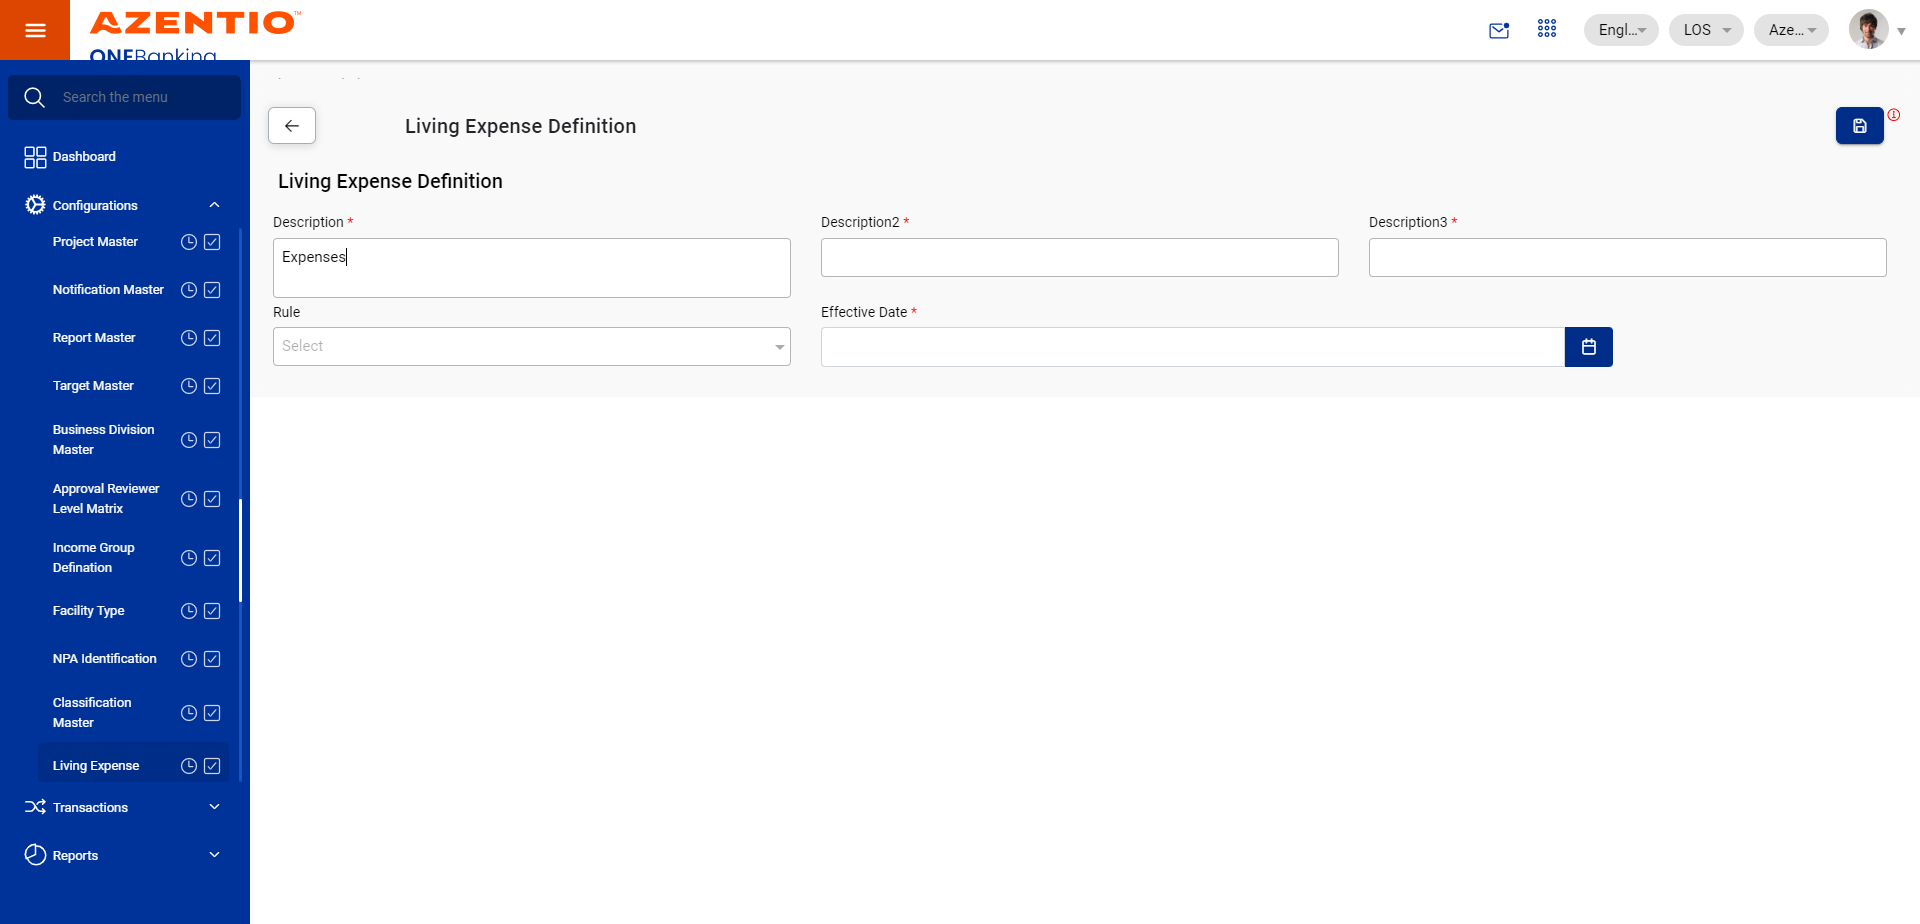 AZENTIO™
ONEBanking
Engl...
LOS
Aze...
Search the menu
Dashboard
Configurations
Project Master
Notification Master
Report Master
Target Master
Business Division
Master
Approval Reviewer
Level Matrix
Income Group
Defination
Facility Type
NPA Identification
Classification
Master
Living Expense
Transactions
Reports
Living Expense Definition
Living Expense Definition
Description *
Description2 *
Description3 *
Expenses
Rule
Effective Date *
Select